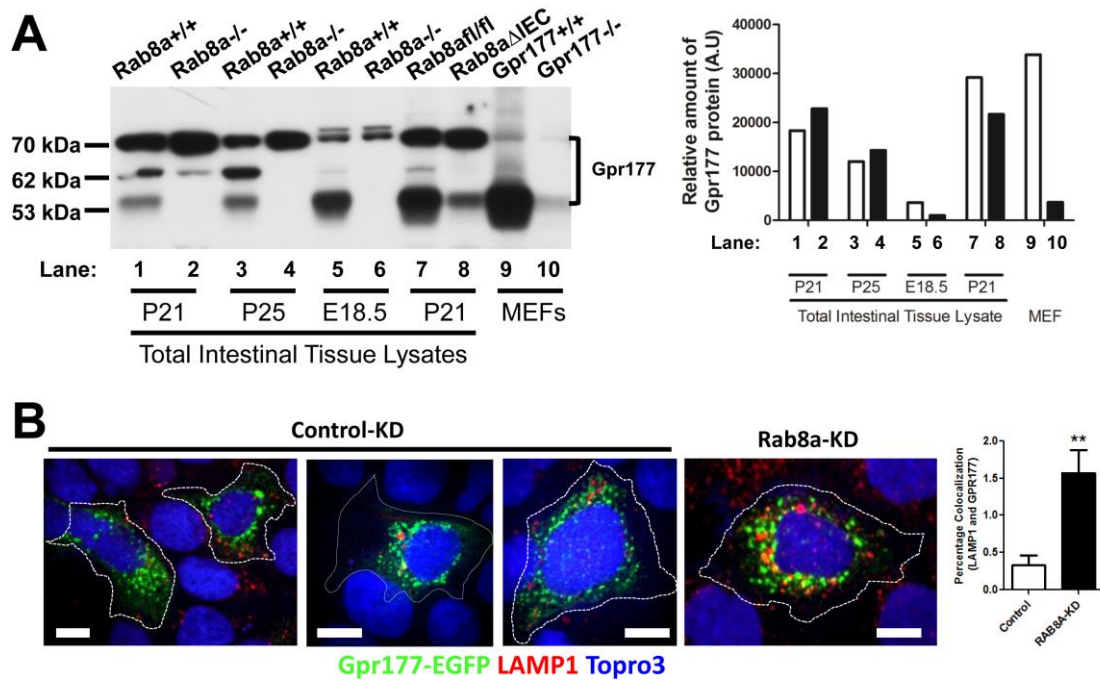 A
Rab8a+/+ Rab8a-/- Rab8a+/+ Rab8a-/- Rab8a+/+ Rab8a-/- Rab8afl/fl Rab8aΔIEC Gpr177+/+ Gpr177-/-
70 kDa
62 kDa
53 kDa
Gpr177
Lane: 1 2 3 4 5 6 7 8 9 10
P21 P25 E18.5 P21 MEFs
Total Intestinal Tissue Lysates
Relative amount of
Gpr177 protein (A.U)
40000
30000
20000
10000
0
Lane: 1 2 3 4 5 6 7 8 9 10
P21 P25 E18.5 P21
Total Intestinal Tissue Lysate MEF
B
Control-KD
Rab8a-KD
Gpr177-EGFP LAMP1 Topro3
Percentage Colocalization
(LAMP1 and GPR177)
2.0
1.5
1.0
0.5
0.0
**
Control
RAB8A-KD